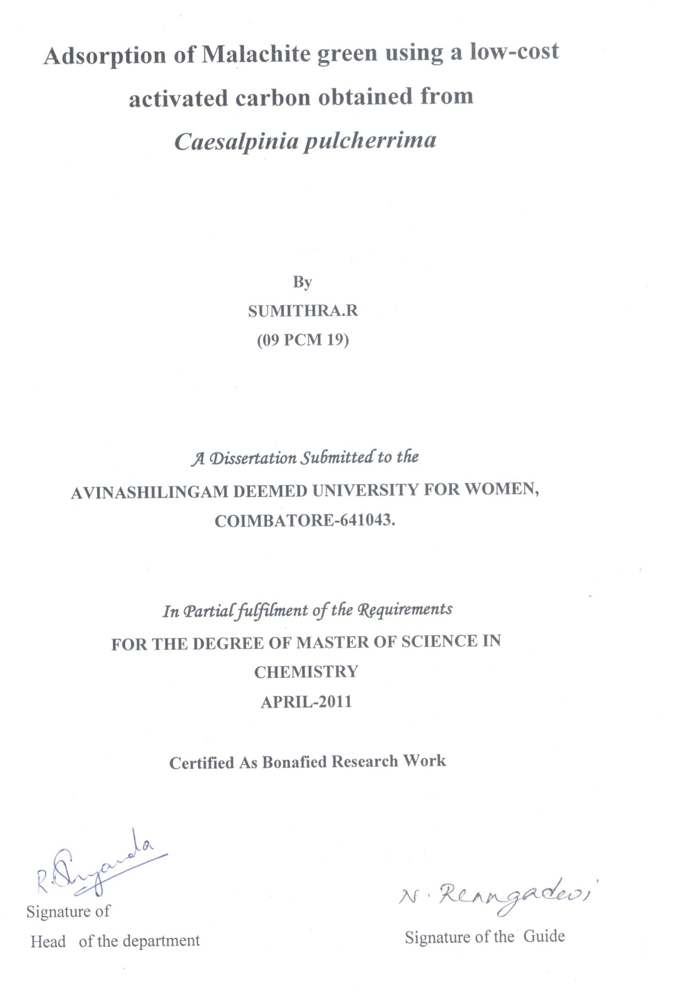 Adsorption of Malachite green using a low-cost
activated carbon obtained from
Caesalpinia pulcherrima
By
SUMITHRA.R
(09 PCM 19)
A Dissertation Submitted to the
AVINASHILINGAM DEEMED UNIVERSITY FOR WOMEN,
COIMBATORE-641043.
In Partial fulfilment of the Requirements
FOR THE DEGREE OF MASTER OF SCIENCE IN
CHEMISTRY
APRIL-2011
Certified As Bonafied Research Work
R.
N. Renngadevi
Signature of
Head of the department
Signature of the Guide